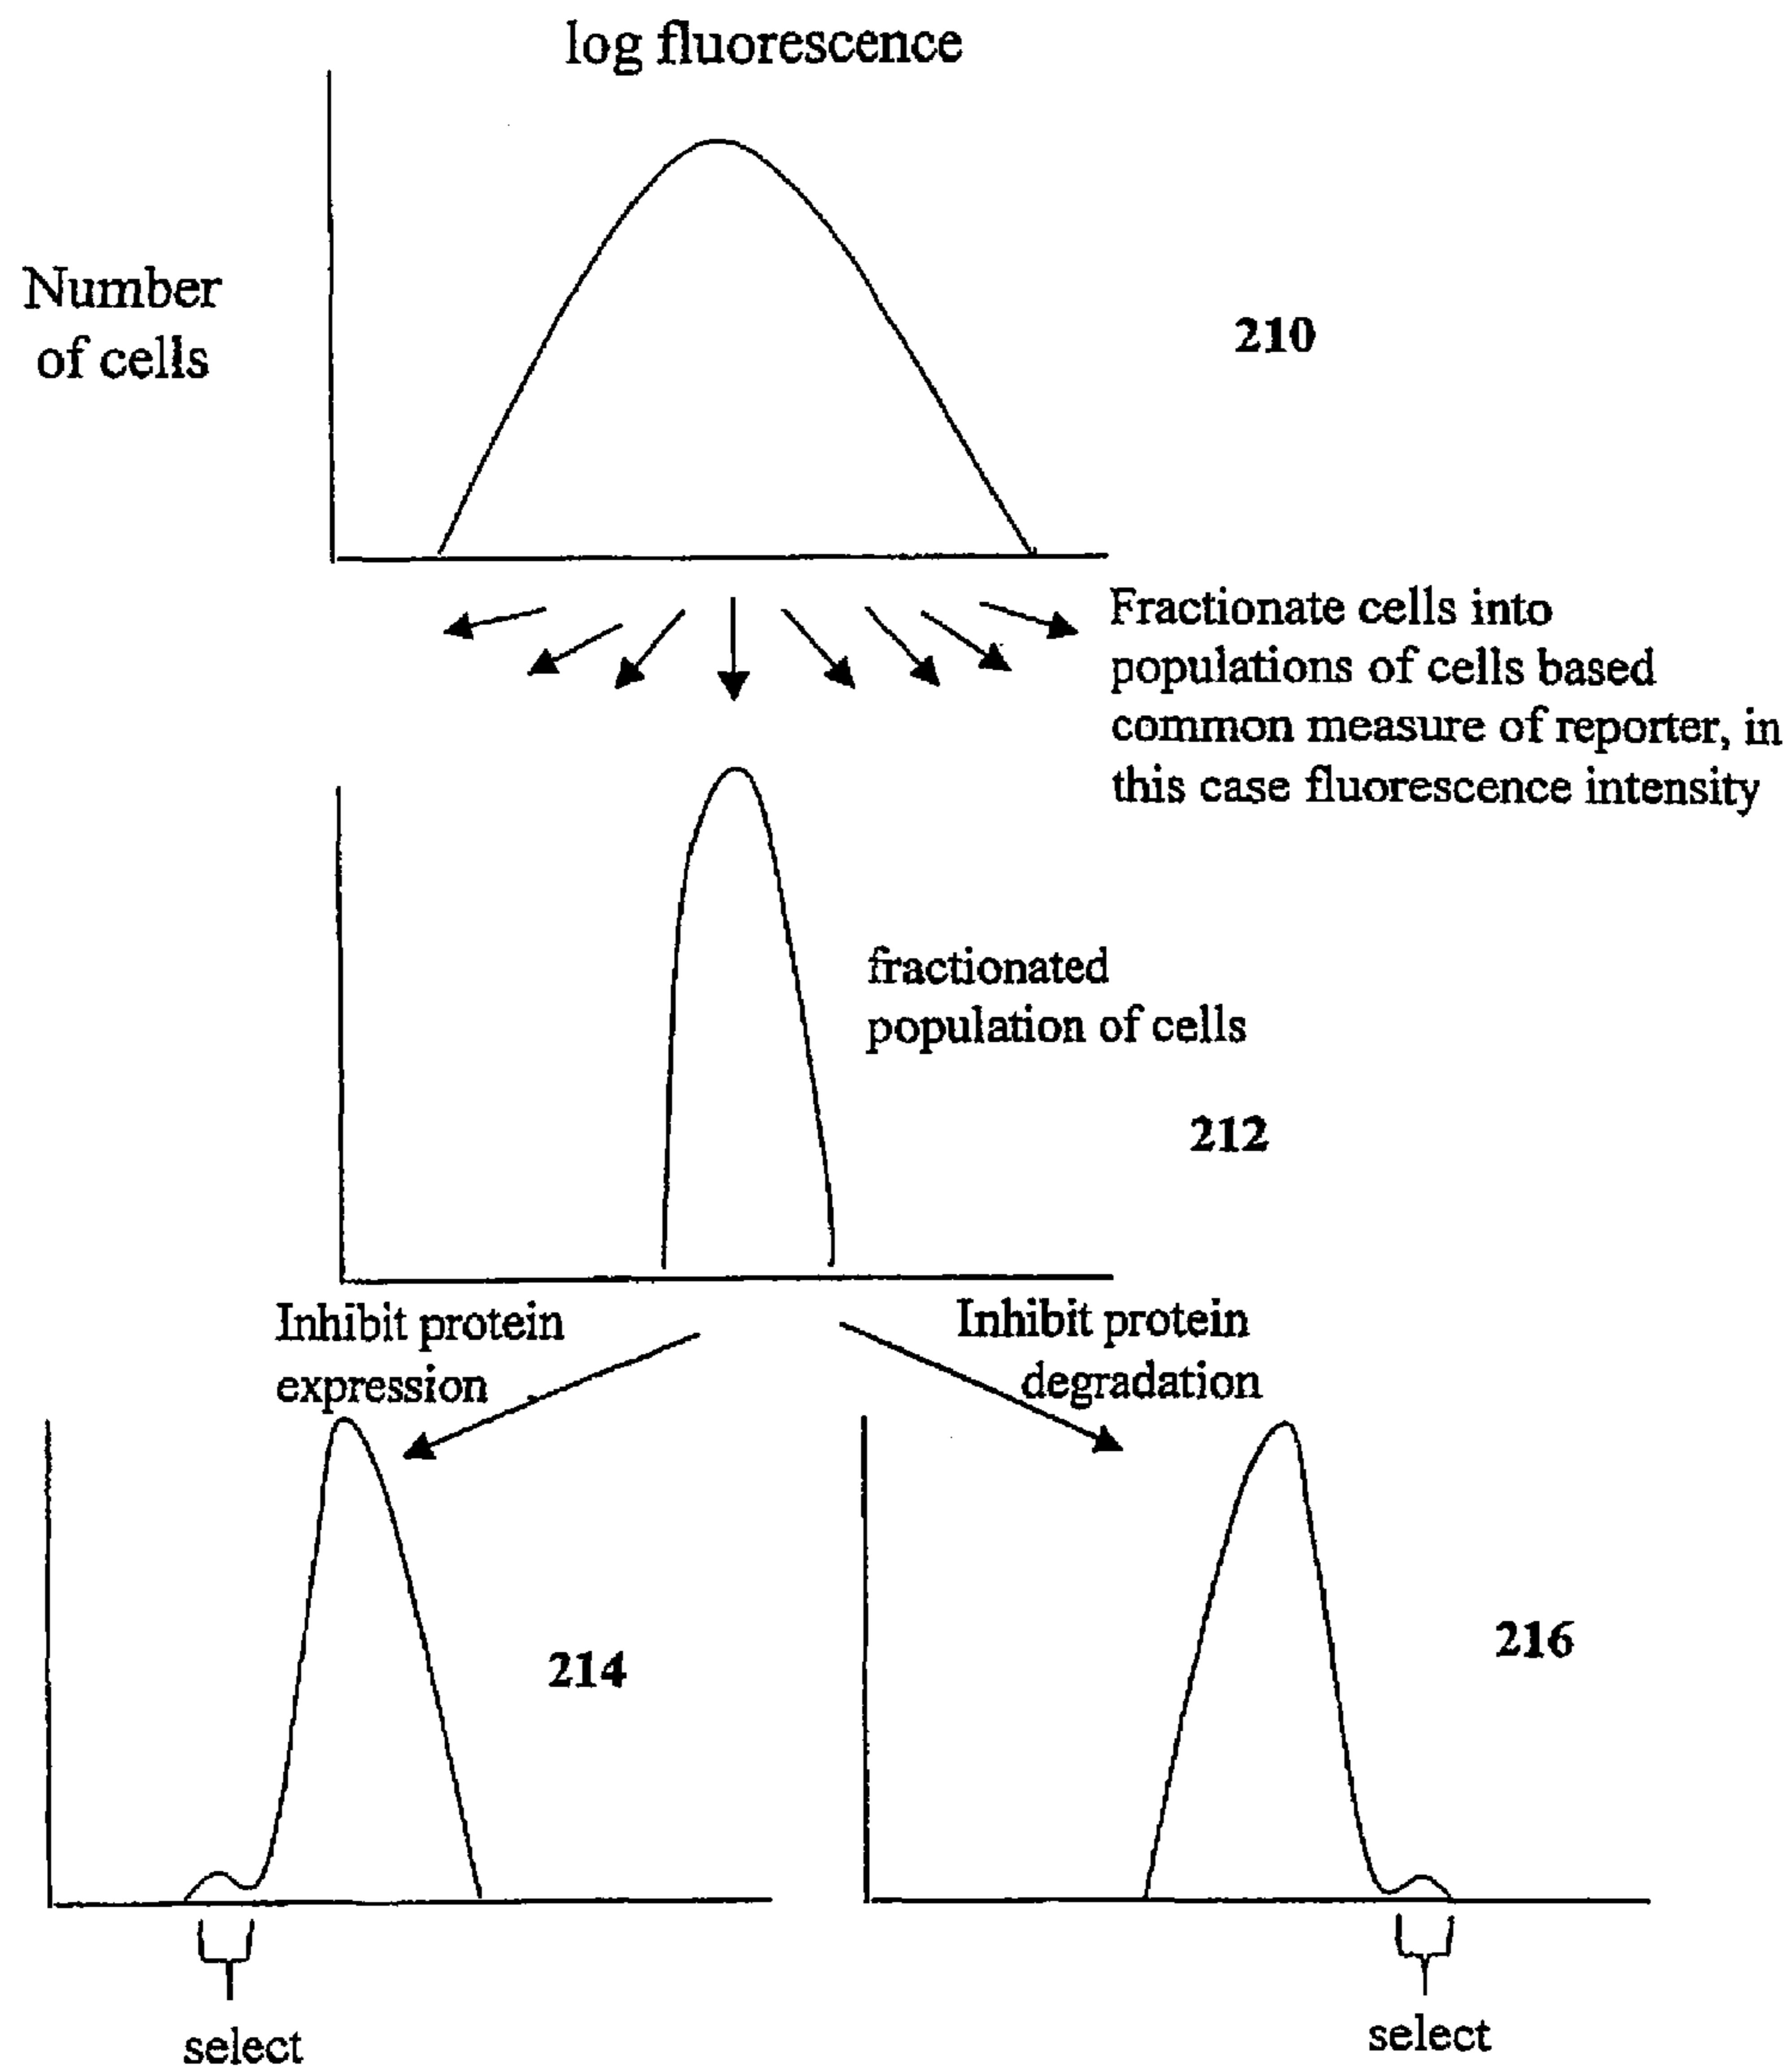 log fluorescence
Number
of cells
210
Fractionate cells into
populations of cells based
common measure of reporter, in
this case fluorescence intensity
fractionated
population of cells
212
Inhibit protein
expression
Inhibit protein
degradation
214
216
select
select